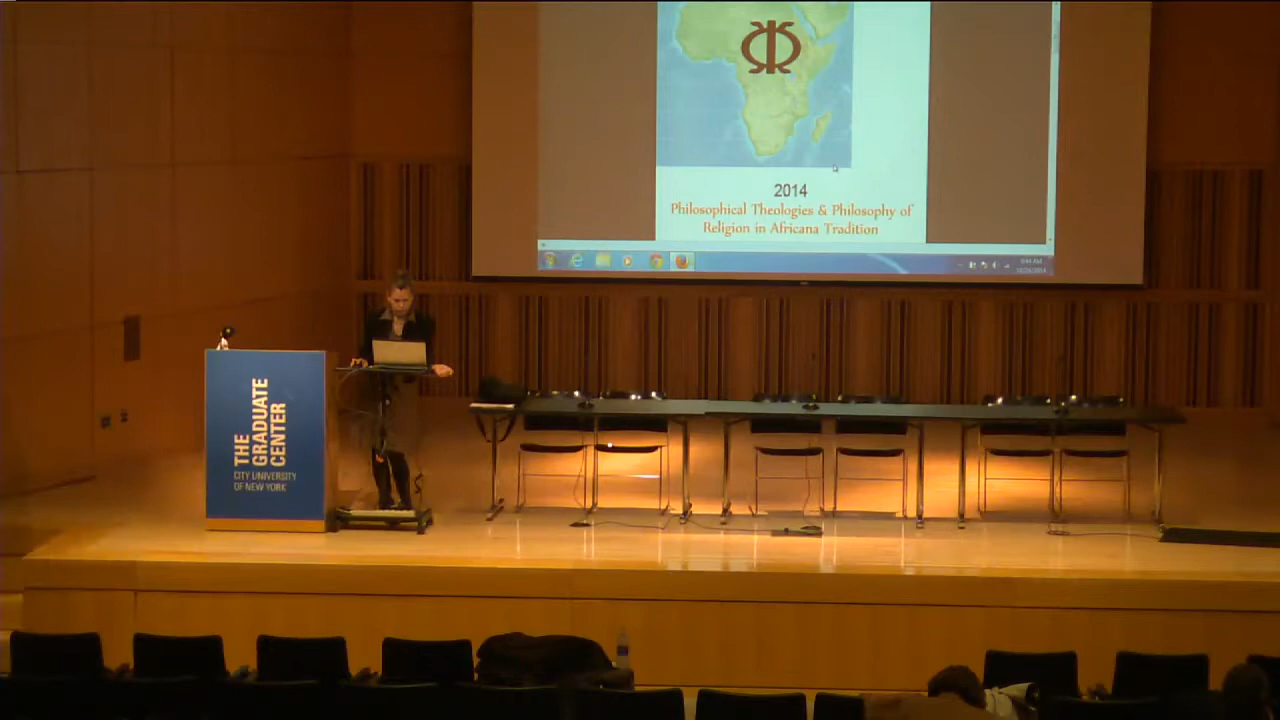 2014
Philosophical Theologies & Philosophy of
Religion in Africana Tradition
THE
GRADUATE
CENTER
CITY UNIVERSITY
OF NEW YORK